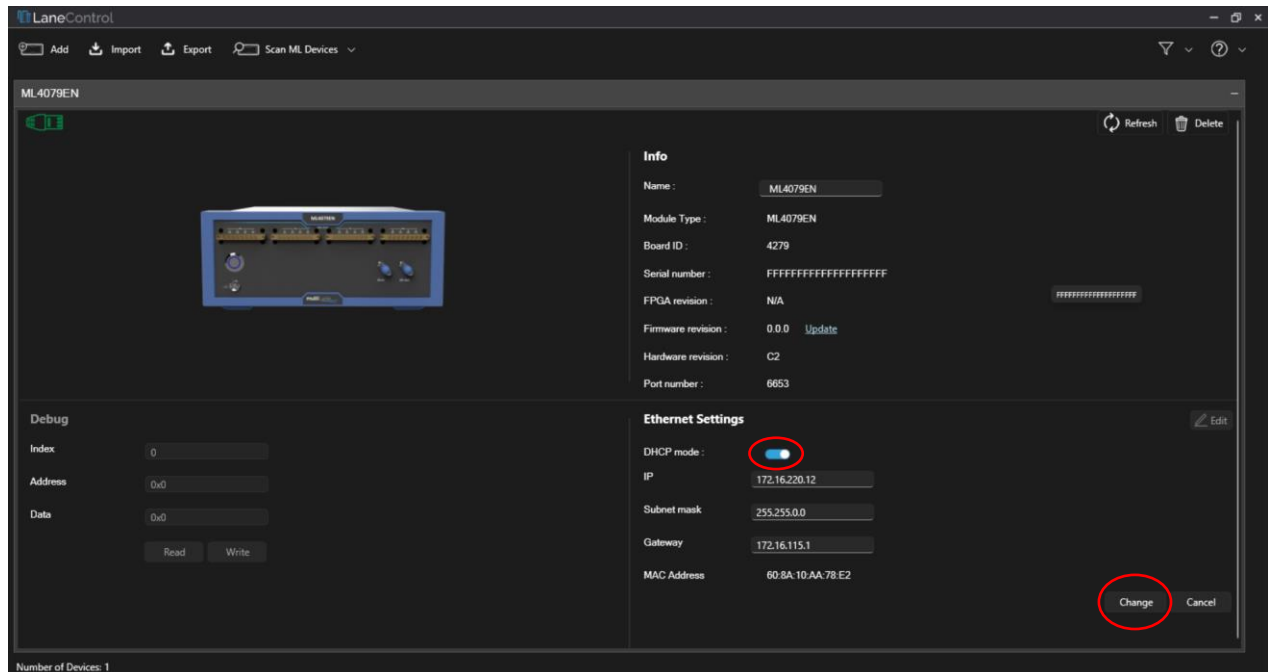 LaneControl
Add Import Export Scan ML Devices
ML4079EN
Refresh Delete
Info
Name : ML4079EN
Module Type : ML4079EN
Board ID : 4279
Serial number : FFFFFFFFFFFFFFFFFFFF
FPGA revision : N/A
Firmware revision : 0.0.0 Update
Hardware revision : C2
Port number : 6653
Debug
Index 0
Address 0x0
Data 0x0
Read Write
Ethernet Settings
Edit
DHCP mode :
IP 172.16.220.12
Subnet mask 255.255.0.0
Gateway 172.16.115.1
MAC Address 60:8A:10:AA:78:E2
Change Cancel
Number of Devices: 1